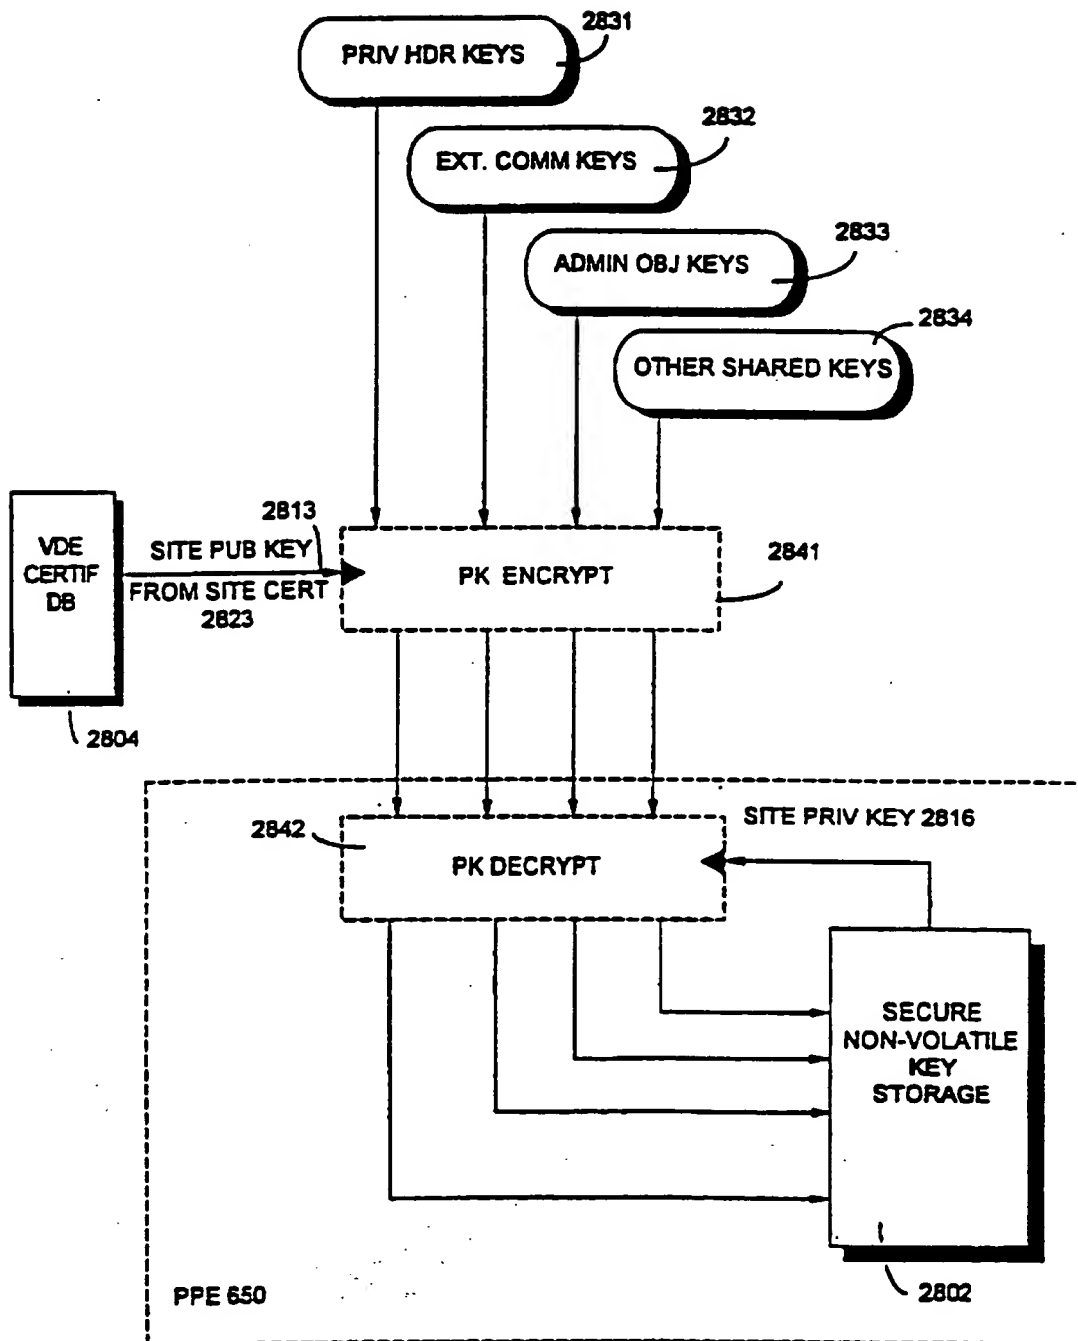 2831
PRIV HDR KEYS
2832
EXT. COMM KEYS
2833
ADMIN OBJ KEYS
2834
OTHER SHARED KEYS
2813
VDE
CERTIF
DB
SITE PUB KEY
FROM SITE CERT
2823
2841
PK ENCRYPT
2804
SITE PRIV KEY 2816
2842
PK DECRYPT
SECURE
NON-VOLATILE
KEY
STORAGE
PPE 650
2802